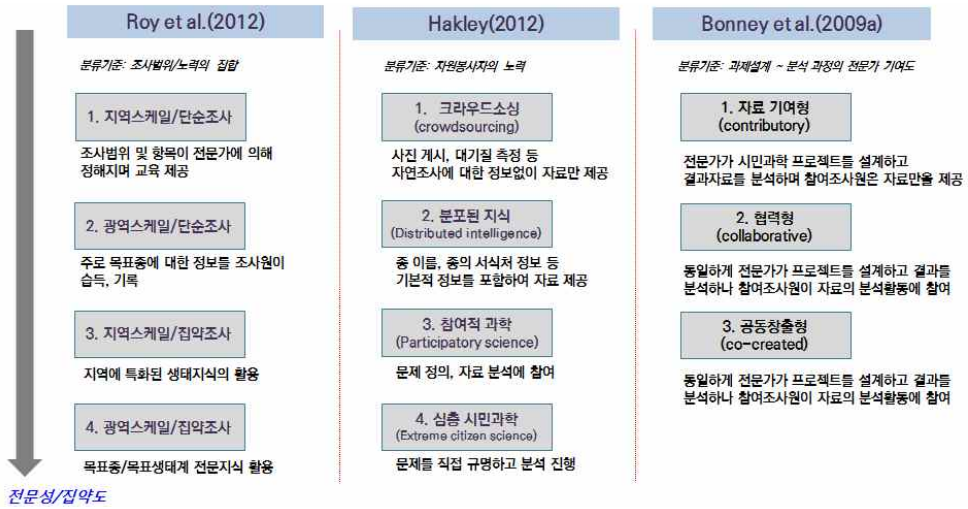 Roy et al.(2012)
분류기준: 조사범위/노력의 집합
1. 지역스케일/단순조사
조사범위 및 항목이 전문가에 의해
정해지며 교육 제공
2. 광역스케일/단순조사
주로 목표종에 대한 정보를 조사원이
습득, 기록
3. 지역스케일/집약조사
지역에 특화된 생태지식의 활용
4. 광역스케일/집약조사
목표종/목표생태계 전문지식 활용
전문성/집약도
Hakley(2012)
분류기준: 자원봉사자의 노력
1. 크라우드소싱
(crowdsourcing)
사진 게시, 대기질 측정 등
자연조사에 대한 정보없이 자료만 제공
2. 분포된 지식
(Distributed intelligence)
종 이름, 종의 서식처 정보 등
기본적 정보를 포함하여 자료 제공
3. 참여적 과학
(Participatory science)
문제 정의, 자료 분석에 참여
4. 심층 시민과학
(Extreme citizen science)
문제를 직접 규명하고 분석 진행
Bonney et al.(2009a)
분류기준: 과제설계 ~ 분석 과정의 전문가 기여도
1. 자료 기여형
(contributory)
전문가가 시민과학 프로젝트를 설계하고
결과자료를 분석하며 참여조사원은 자료만을 제공
2. 협력형
(collaborative)
동일하게 전문가가 프로젝트를 설계하고 결과를
분석하나 참여조사원이 자료의 분석활동에 참여
3. 공동창출형
(co-created)
동일하게 전문가가 프로젝트를 설계하고 결과를
분석하나 참여조사원이 자료의 분석활동에 참여